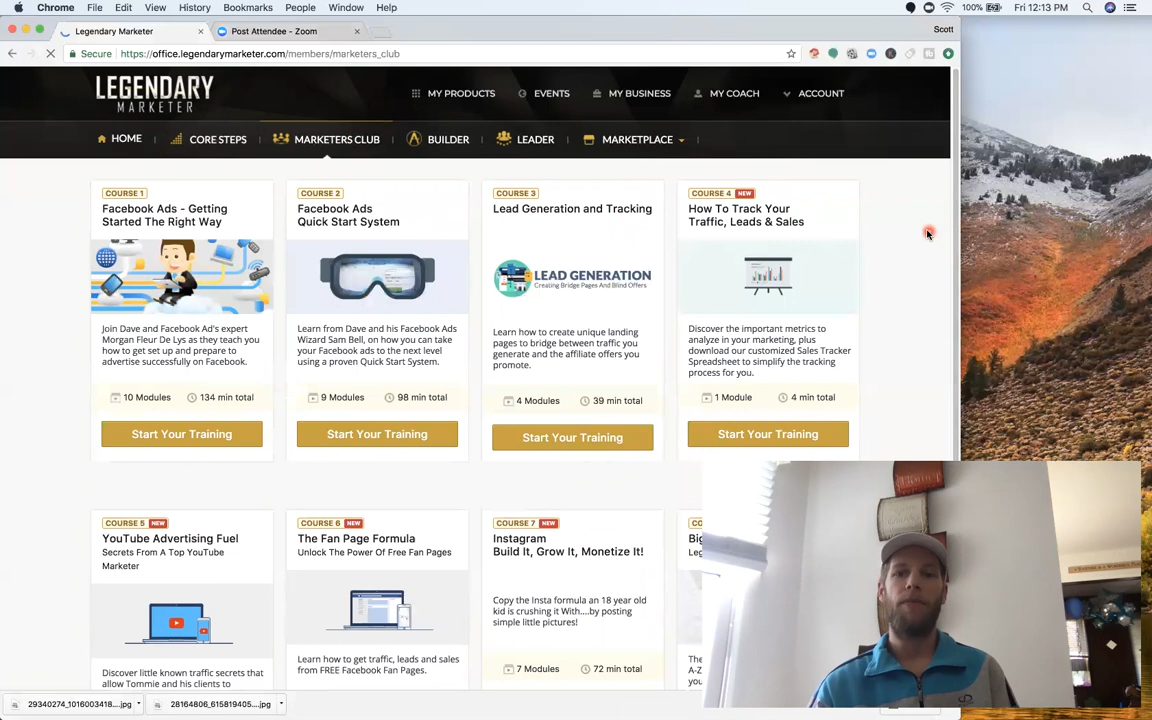 Chrome File Edit View History Bookmarks People Window Help 100% Fri 12:13 PM
Legendary Marketer Post Attendee - Zoom Scott
Secure https://office.legendarymarketer.com/members/marketers_club
LEGENDARY
MARKETER
MY PRODUCTS EVENTS MY BUSINESS MY COACH ACCOUNT
HOME CORE STEPS MARKETERS CLUB BUILDER LEADER MARKETPLACE
COURSE 1
Facebook Ads - Getting
Started The Right Way
Join Dave and Facebook Ad's expert
Morgan Fleur De Lys as they teach you
how to get set up and prepare to
advertise successfully on Facebook.
10 Modules 134 min total
Start Your Training
COURSE 2
Facebook Ads
Quick Start System
Learn from Dave and his Facebook Ads
Wizard Sam Bell, on how you can take
your Facebook ads to the next level
using a proven Quick Start System.
9 Modules 98 min total
Start Your Training
COURSE 3
Lead Generation and Tracking
LEAD GENERATION
Creating Bridge Pages And Blind Offers
Learn how to create unique landing
pages to bridge between traffic you
generate and the affiliate offers you
promote.
4 Modules 39 min total
Start Your Training
COURSE 4 NEW
How To Track Your
Traffic, Leads & Sales
Discover the important metrics to
analyze in your marketing, plus
download our customized Sales Tracker
Spreadsheet to simplify the tracking
process for you.
1 Module 4 min total
Start Your Training
COURSE 5 NEW
YouTube Advertising Fuel
Secrets From A Top YouTube
Marketer
Discover little known traffic secrets that
allow Tommie and his clients to
COURSE 6 NEW
The Fan Page Formula
Unlock The Power Of Free Fan Pages
Learn how to get traffic, leads and sales
from FREE Facebook Fan Pages.
COURSE 7 NEW
Instagram
Build It, Grow It, Monetize It!
Copy the Insta formula an 18 year old
kid is crushing it With....by posting
simple little pictures!
7 Modules 72 min total
CO
Big
Leg
The
A-Z
29340274_1016003418....jpg 28164806_615819405....jpg